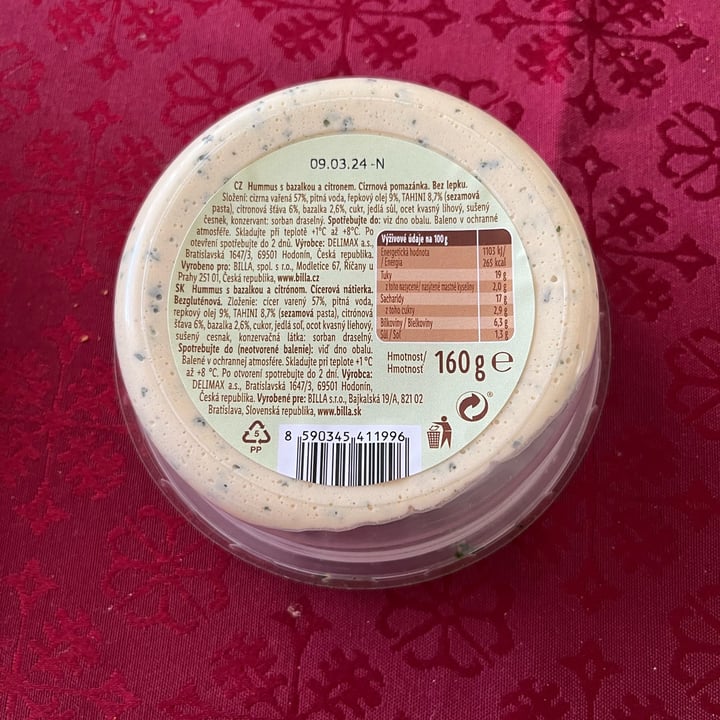 09.03.24 -N
CZ Hummus s bazalkou a citronem. Cizrnová pomazánka. Bez lepku.
Složení: cizrna vařená 57%, pitná voda, řepkový olej 9%, TAHINI 8,7% (sezamová
pasta), citronová šťáva 6%, bazalka 2,6%, cukr, jedlá sůl, ocet kvasný lihový, sušený
česnek, konzervant: sorban draselný. Spotřebujte do: viz dno obalu. Baleno v ochranné
atmosféře. Skladujte při teplotě +1°C až +8°C. Po
otevření spotřebujte do 2 dnů. Výrobce: DELIMAX a.s.,
Bratislavská 1647/3, 69501 Hodonín, Česká republika.
Vyrobeno pro: BILLA, spol. s r.o., Modletice 67, Říčany u
Prahy 251 01, Česká republika, www.billa.cz
SK Hummus s bazalkou a citrónom. Cícerová nátierka.
Bezgluténová. Zloženie: cícer varený 57%, pitná voda,
repkový olej 9%, TAHINI 8,7% (sezamová pasta), citrónová
šťava 6%, bazalka 2,6%, cukor, jedlá soľ, ocot kvasný liehový,
sušený cesnak, konzervačná látka: sorban draselný.
Spotrebujte do (neotvorené balenie): viď dno obalu.
Balené v ochrannej atmosfére. Skladujte pri teplote +1°C
až +8 °C. Po otvorení spotrebujte do 2 dní. Výrobca:
DELIMAX a.s., Bratislavská 1647/3, 69501 Hodonín,
Česká republika. Vyrobené pre: BILLA s.r.o., Bajkalská 19/A, 821 02
Bratislava, Slovenská republika, www.billa.sk
Výživové údaje na 100 g
Energetická hodnota 1103 kJ/
/ Energia 265 kcal
Tuky 19 g
z toho nasycené/ nasýtené mastné kyseliny 2,0 g
Sacharidy 17 g
z toho cukry 2,9 g
Bílkoviny / Bielkoviny 6,3 g
Sůl / Soľ 1,3 g
Hmotnost/
Hmotnosť 160 g e
5
PP
8 590345 411996